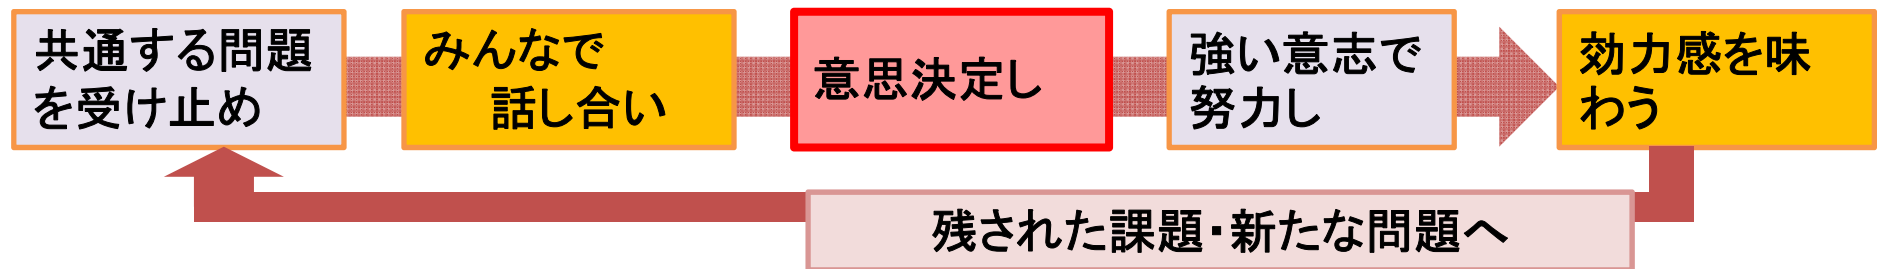 共通する問題
を受け止め
みんなで
話し合い
意思決定し
強い意志で
努力し
効力感を味
わう
残された課題・新たな問題へ